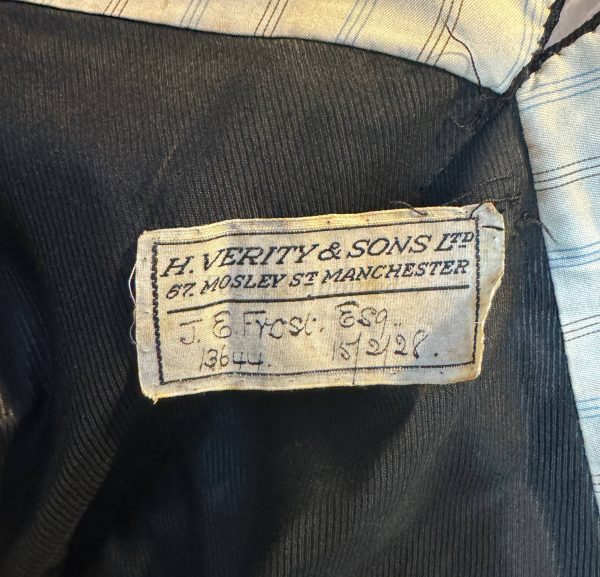 H. VERITY & SONS LTD
67. MOSLEY ST MANCHESTER
J. E Frost. Esq.
13644. 15/2/28.